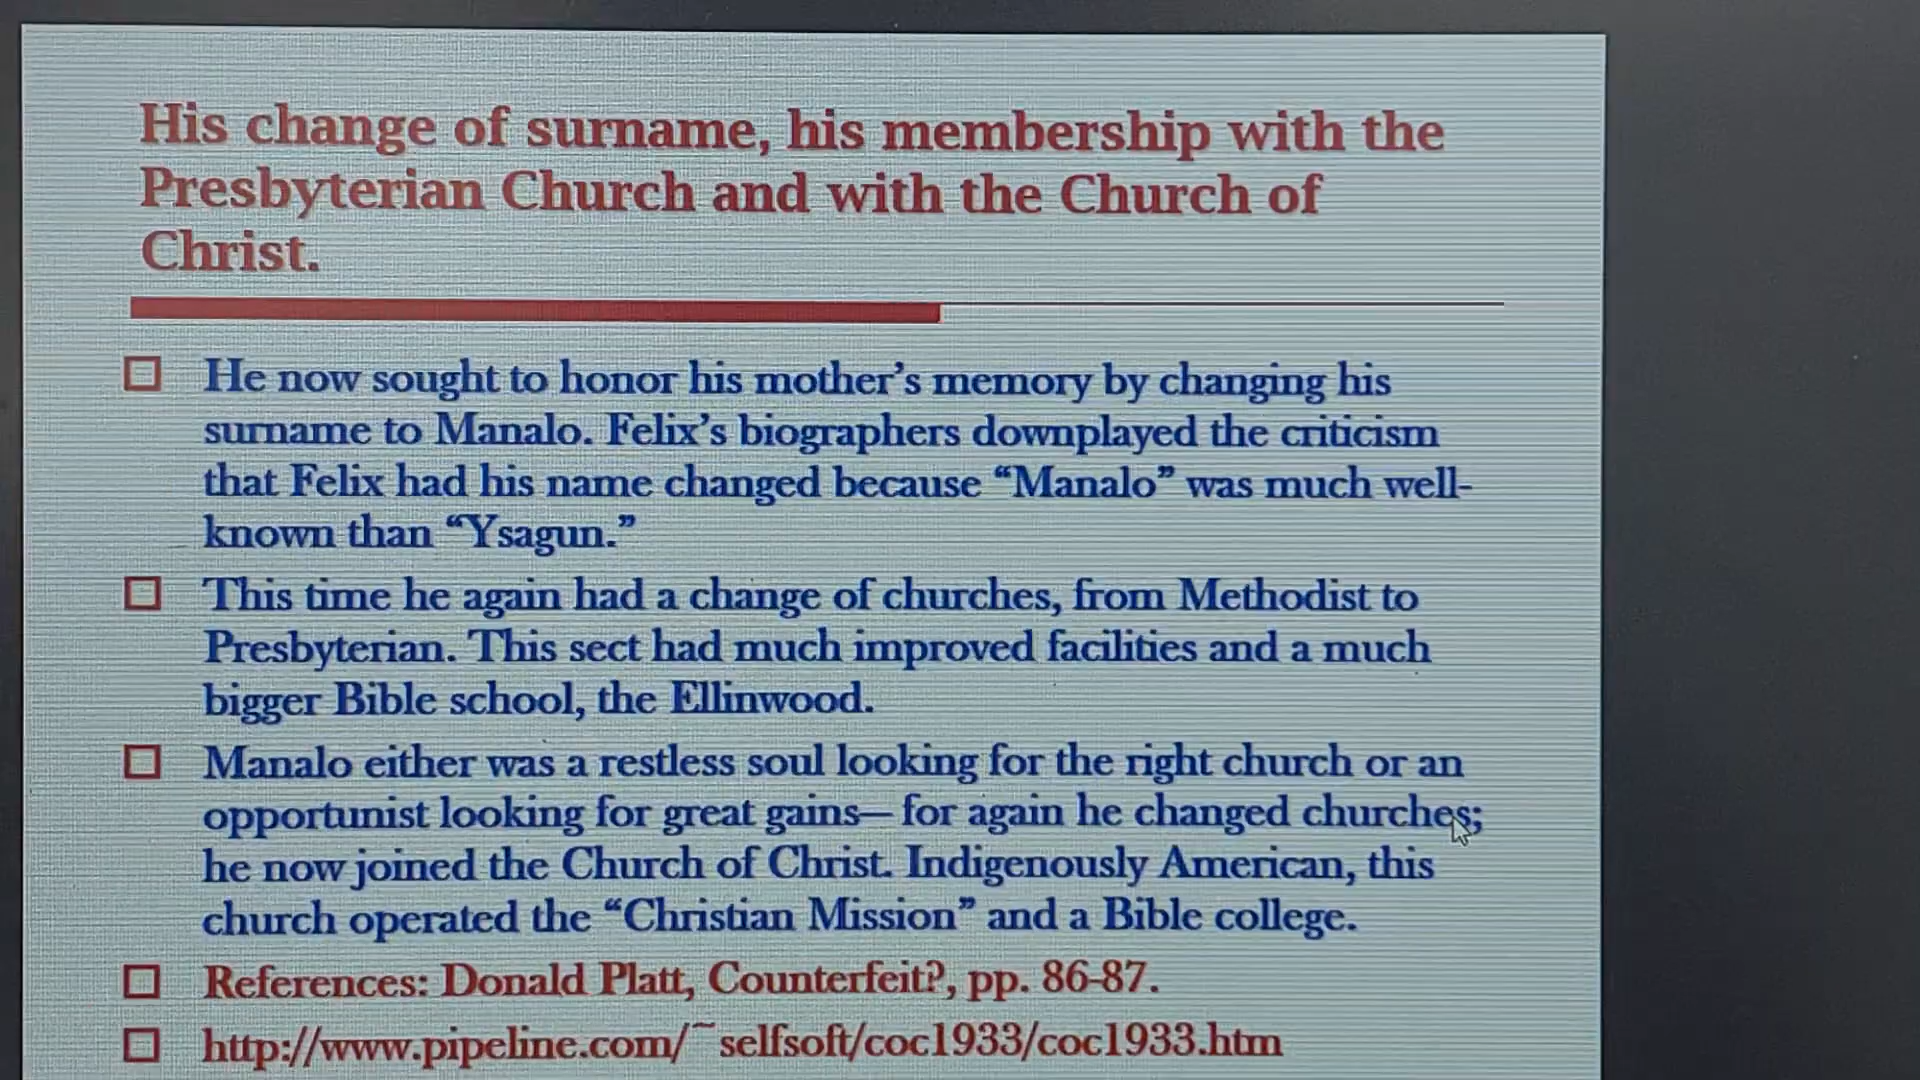 His change of surname, his membership with the
Presbyterian Church and with the Church of
Christ.
He now sought to honor his mother’s memory by changing his
surname to Manalo. Felix’s biographers downplayed the criticism
that Felix had his name changed because “Manalo” was much well-
known than “Ysagun.”
This time he again had a change of churches, from Methodist to
Presbyterian. This sect had much improved facilities and a much
bigger Bible school, the Ellinwood.
Manalo either was a restless soul looking for the right church or an
opportunist looking for great gains— for again he changed churches;
he now joined the Church of Christ. Indigenously American, this
church operated the “Christian Mission” and a Bible college.
References: Donald Platt, Counterfeit?, pp. 86-87.
http://www.pipeline.com/~selfsoft/coc1933/coc1933.htm